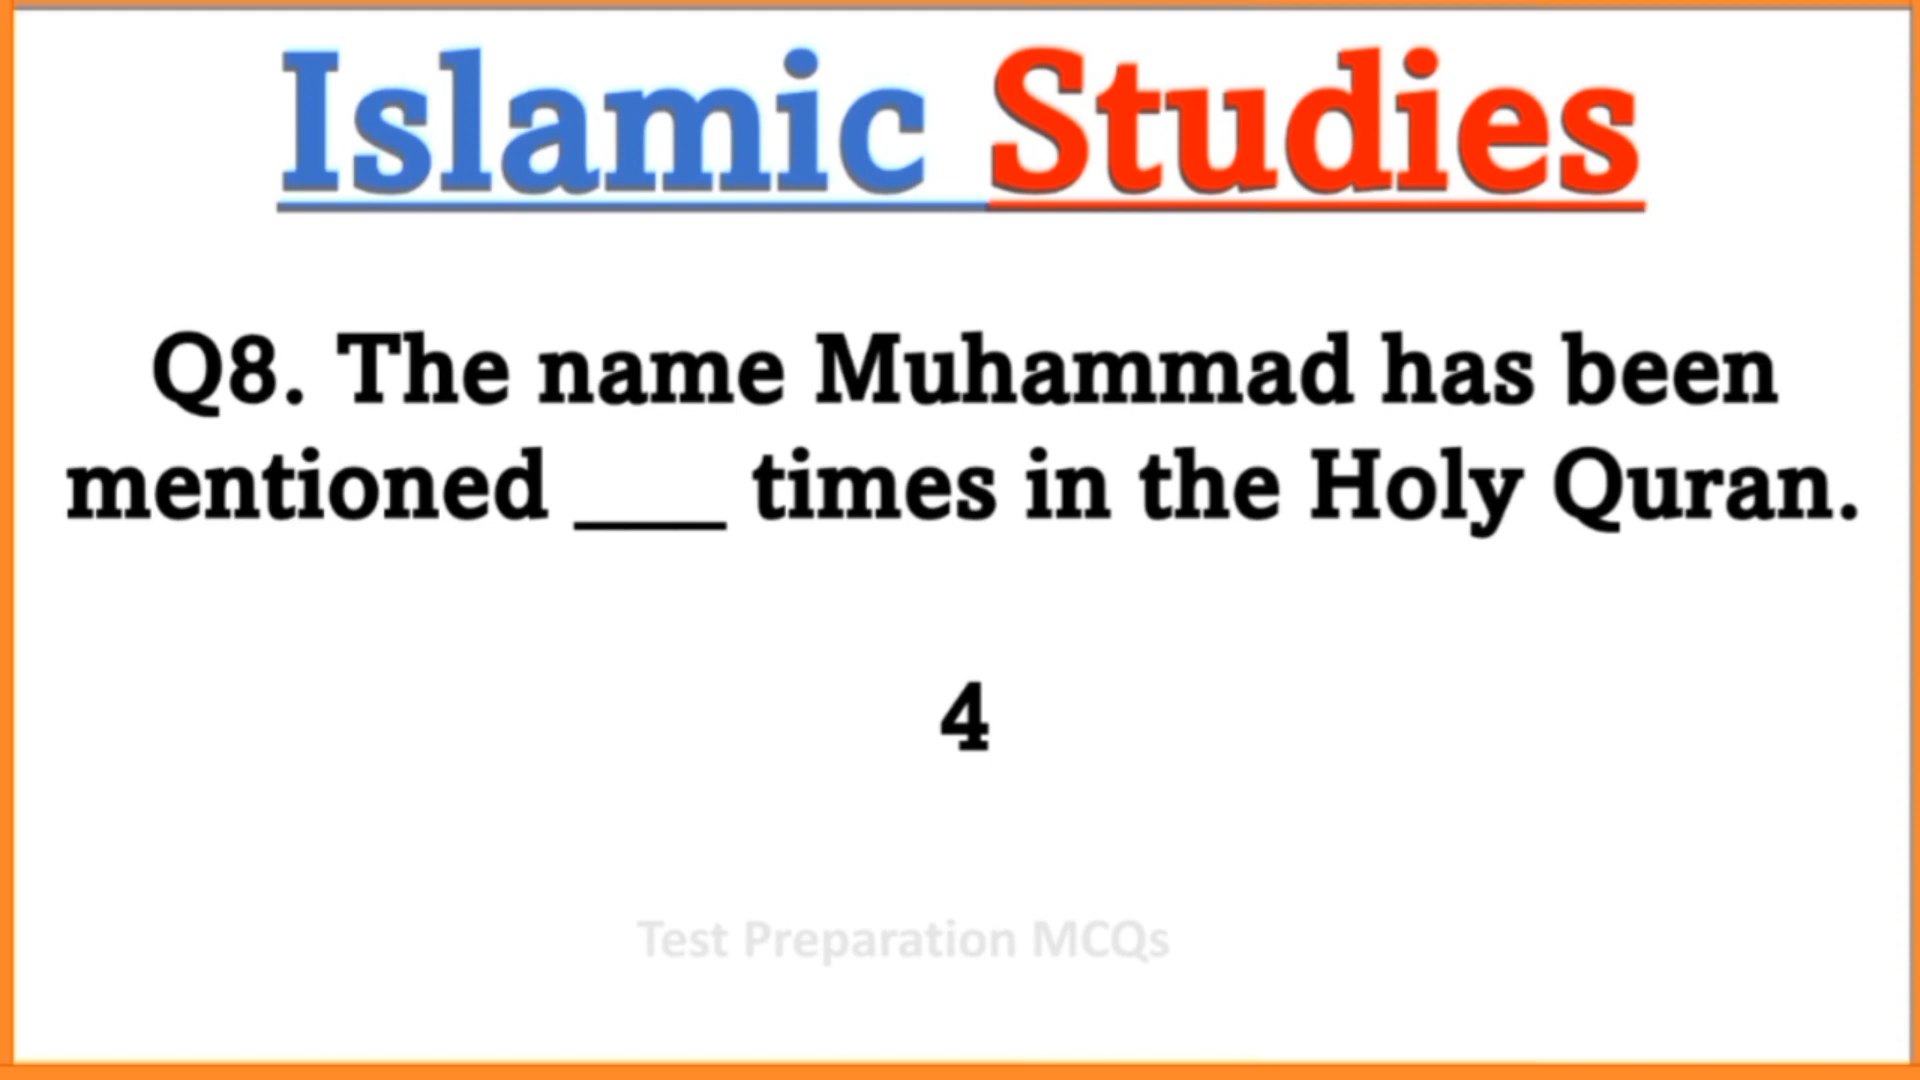 Islamic Studies
Q8. The name Muhammad has been
mentioned ___ times in the Holy Quran.
4
Test Preparation MCQs